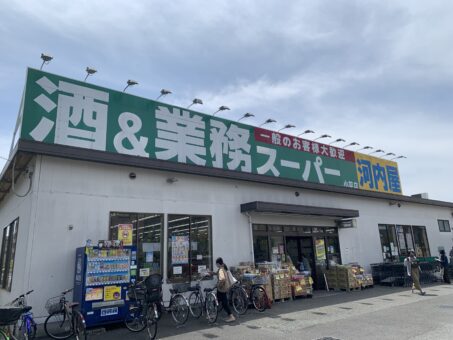 酒&業務スーパー
一般のお客様大歓迎
河内屋